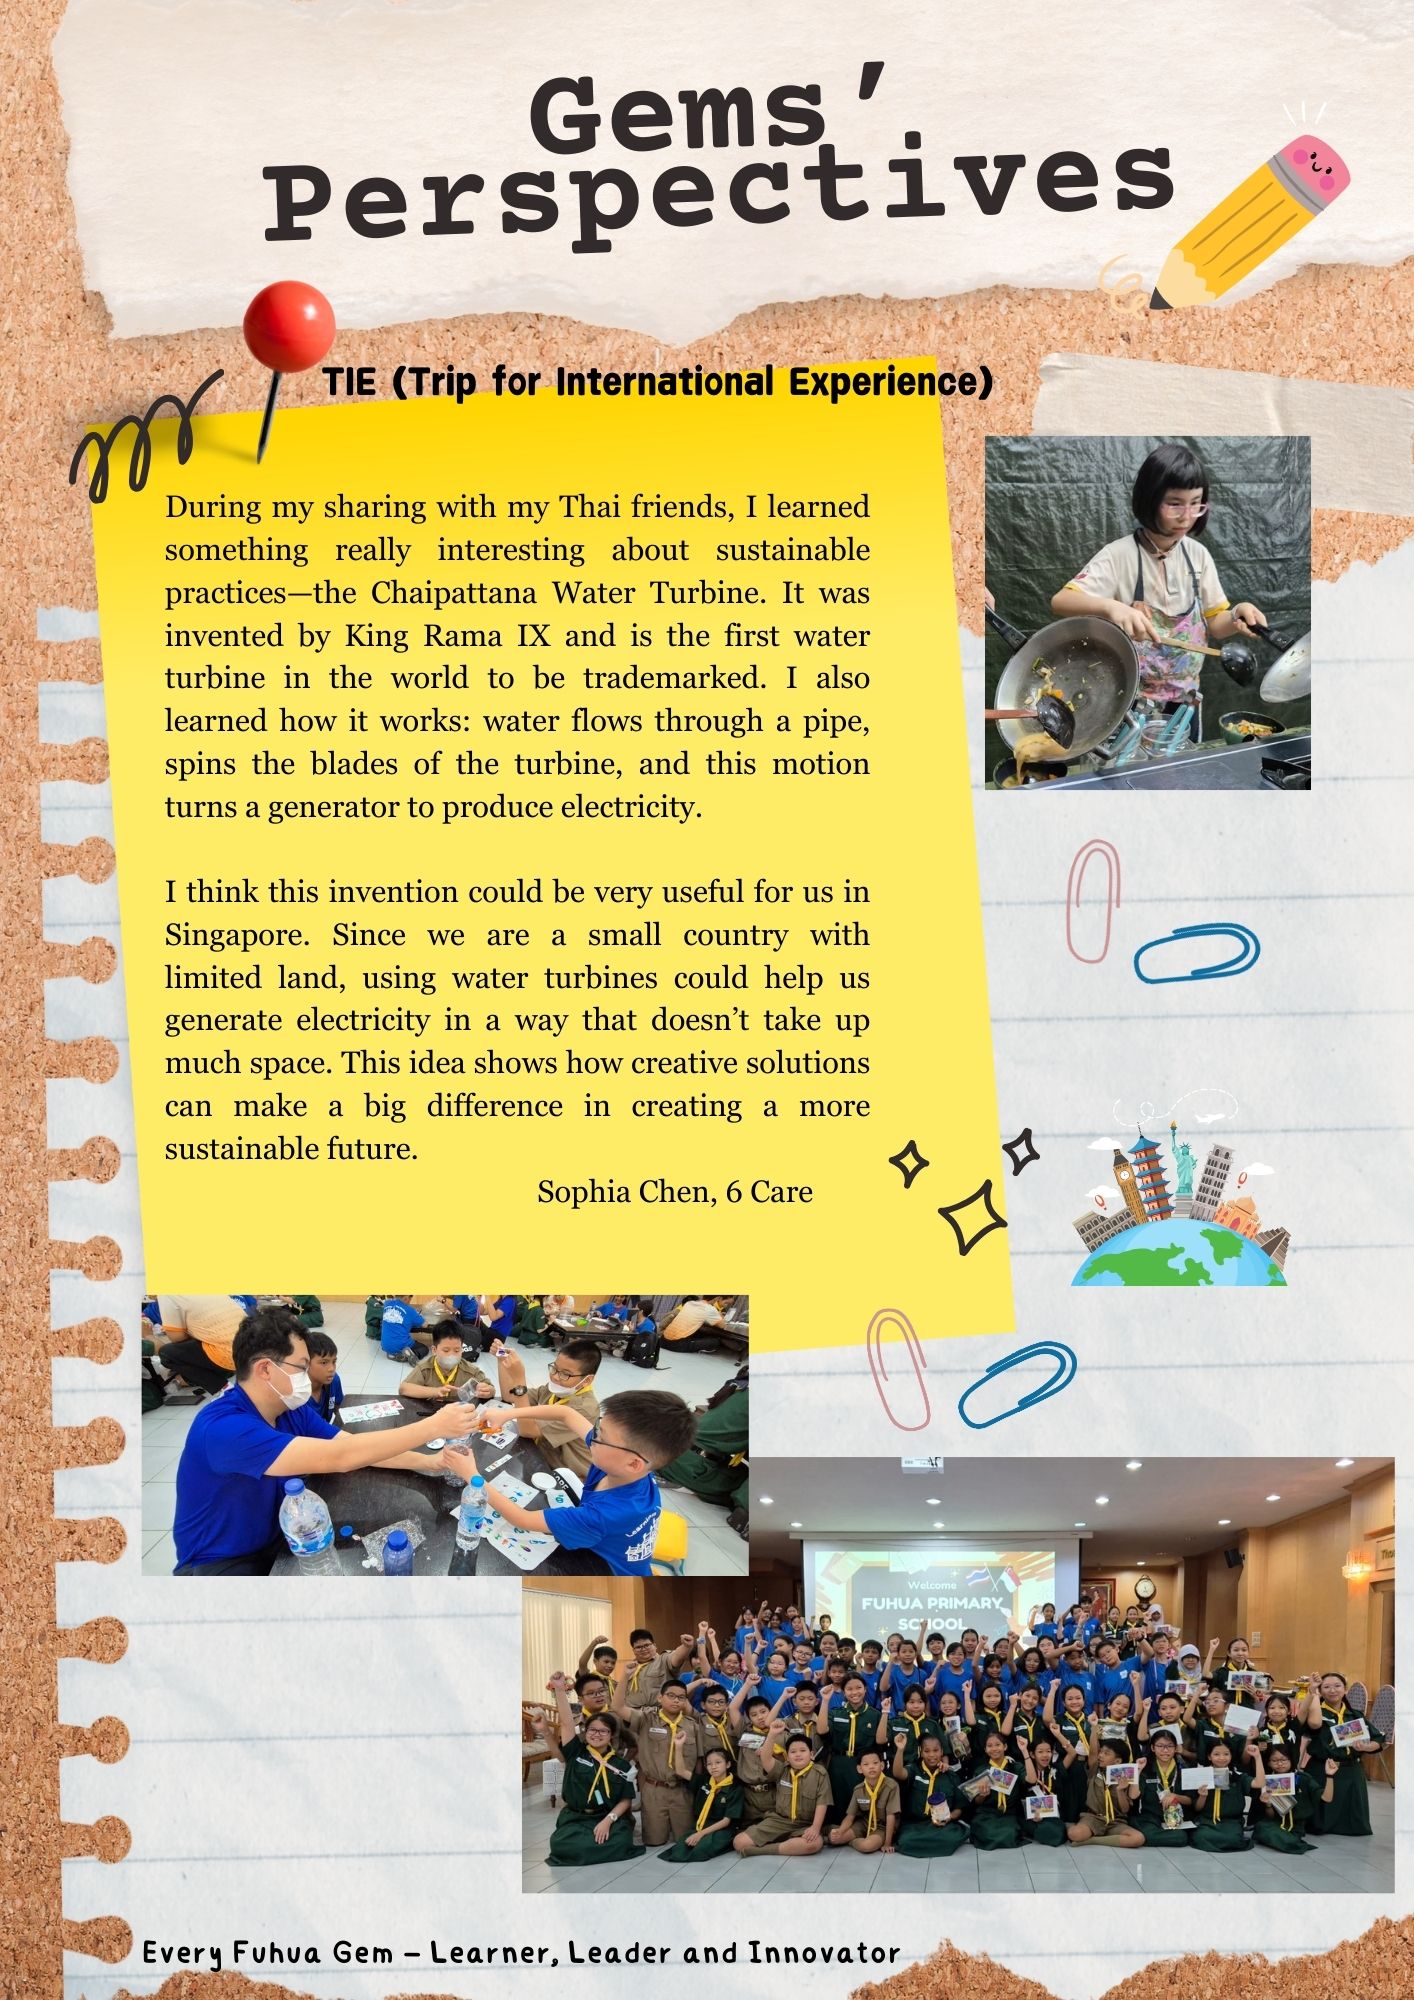 Gems'
Perspectives
TIE (Trip for International Experience)
During my sharing with my Thai friends, I learned
something really interesting about sustainable
practices—the Chaipattana Water Turbine. It was
invented by King Rama IX and is the first water
turbine in the world to be trademarked. I also
learned how it works: water flows through a pipe,
spins the blades of the turbine, and this motion
turns a generator to produce electricity.
I think this invention could be very useful for us in
Singapore. Since we are a small country with
limited land, using water turbines could help us
generate electricity in a way that doesn't take up
much space. This idea shows how creative solutions
can make a big difference in creating a more
sustainable future.
Sophia Chen, 6 Care
Learning
Welcome
FUHUA PRIMARY
SCHOOL
Every Fuhua Gem – Learner, Leader and Innovator